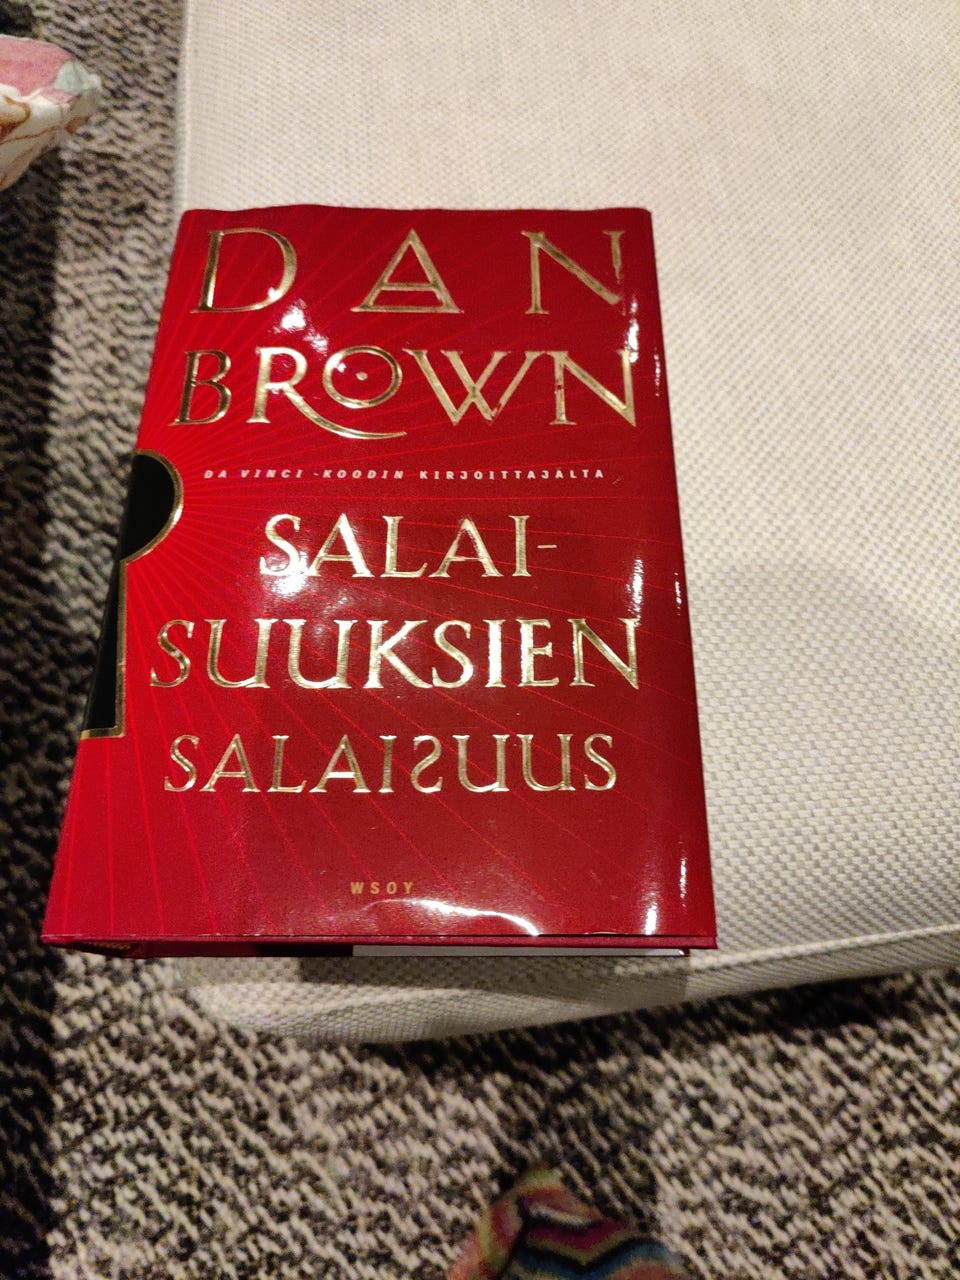 DAN
BROWN
DA VINCI -KOODIN KIRJOITTAJALTA
SALAI-
SUUKSIEN
SALAISUUS
WSOY